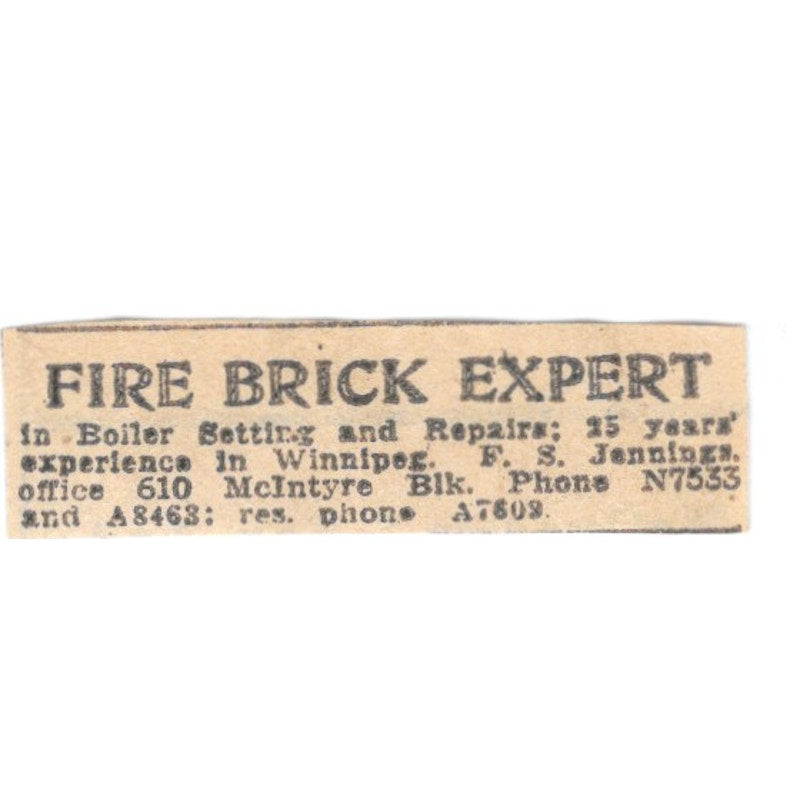 FIRE BRICK EXPERT
in Boiler Setting and Repairs; 25 years'
experience in Winnipeg. F. S. Jennings,
office 610 McIntyre Blk. Phone N7533
and A8463; res. phone